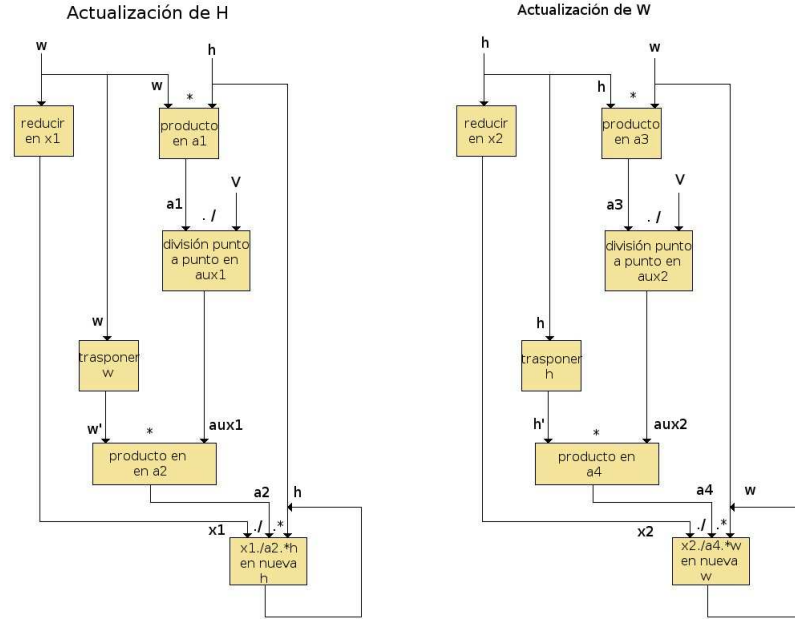 Actualización de H
w
h
w
*
reducir
en x1
producto
en a1
a1
V
./
división punto
a punto en
aux1
w
trasponer
w
w'
*
aux1
producto en
en a2
a2
h
x1
./
.*
x1./a2.*h
en nueva
h
Actualización de W
h
w
h
*
reducir
en x2
producto
en a3
a3
V
./
división punto
a punto en
aux2
h
trasponer
h
h'
*
aux2
producto en
a4
a4
w
x2
./
.*
x2./a4.*w
en nueva
w